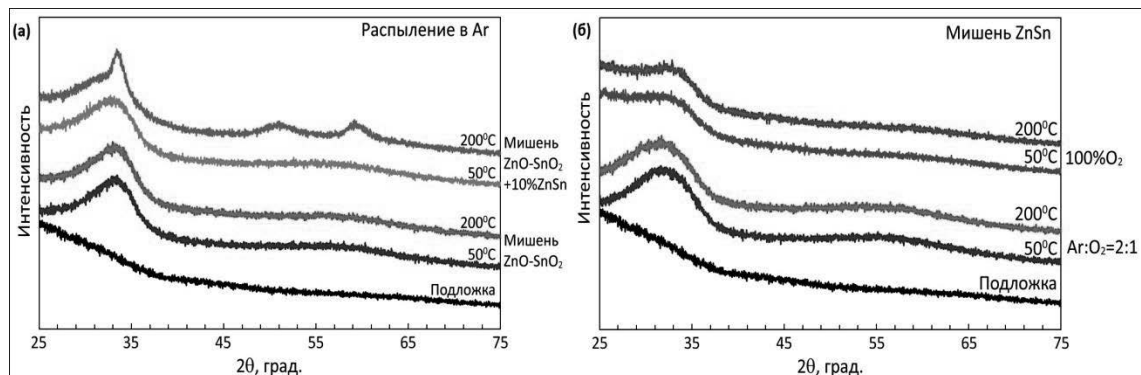 (а)
Распыление в Ar
Интенсивность
200⁰C
Мишень
ZnO-SnO₂
50⁰C
+10%ZnSn
200⁰C
Мишень
50⁰C
ZnO-SnO₂
Подложка
25 35 45 55 65 75
2θ, град.
(б)
Мишень ZnSn
Интенсивность
200⁰C
50⁰C
100%O₂
200⁰C
50⁰C
Ar:O₂=2:1
Подложка
25 35 45 55 65 75
2θ, град.